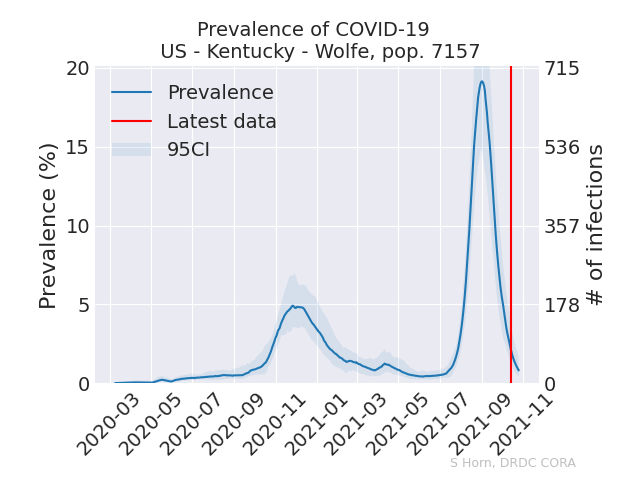 Prevalence of COVID-19
US - Kentucky - Wolfe, pop. 7157
Prevalence
Latest data
95CI
Prevalence (%)
20
15
10
5
0
# of infections
715
536
357
178
0
2020-03
2020-05
2020-07
2020-09
2020-11
2021-01
2021-03
2021-05
2021-07
2021-09
2021-11
S Horn, DRDC CORA